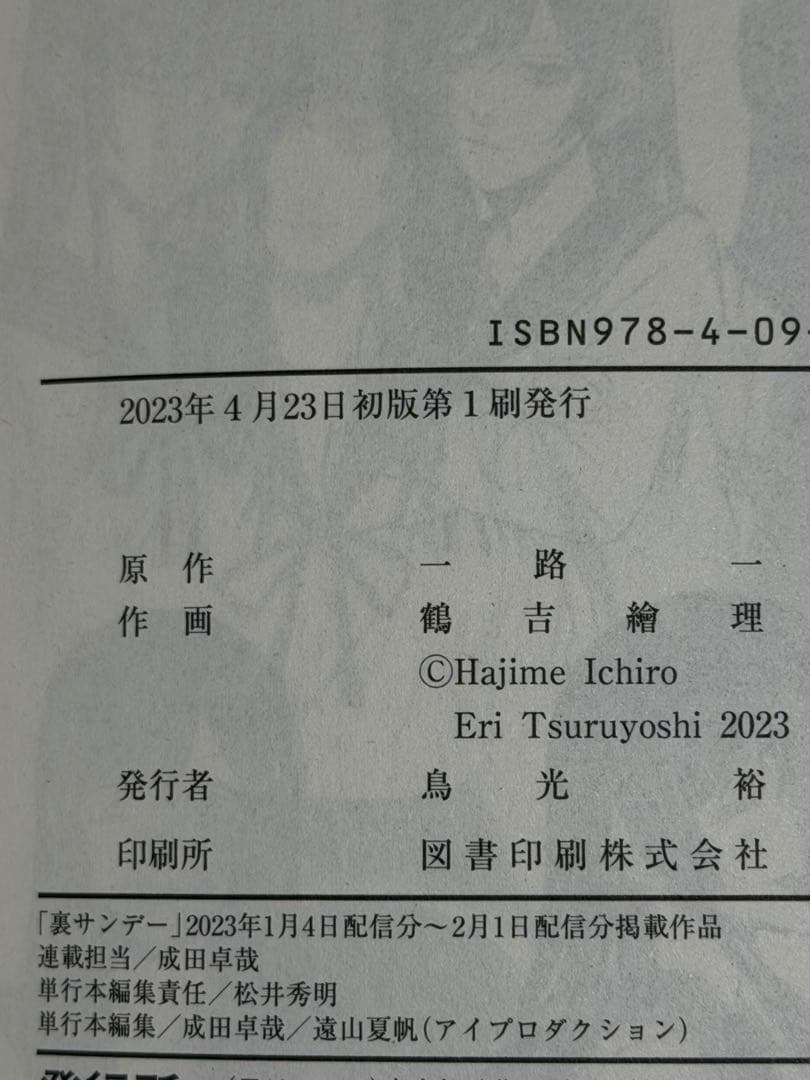 ISBN978-4-09-
2023年4月23日初版第1刷発行
原作 一路一
作画 鶴吉繪理
©Hajime Ichiro
Eri Tsuruyoshi 2023
発行者 鳥光裕
印刷所 図書印刷株式会社
「裏サンデー」2023年1月4日配信分～2月1日配信分掲載作品
連載担当／成田卓哉
単行本編集責任／松井秀明
単行本編集／成田卓哉／遠山夏帆(アイプロダクション)